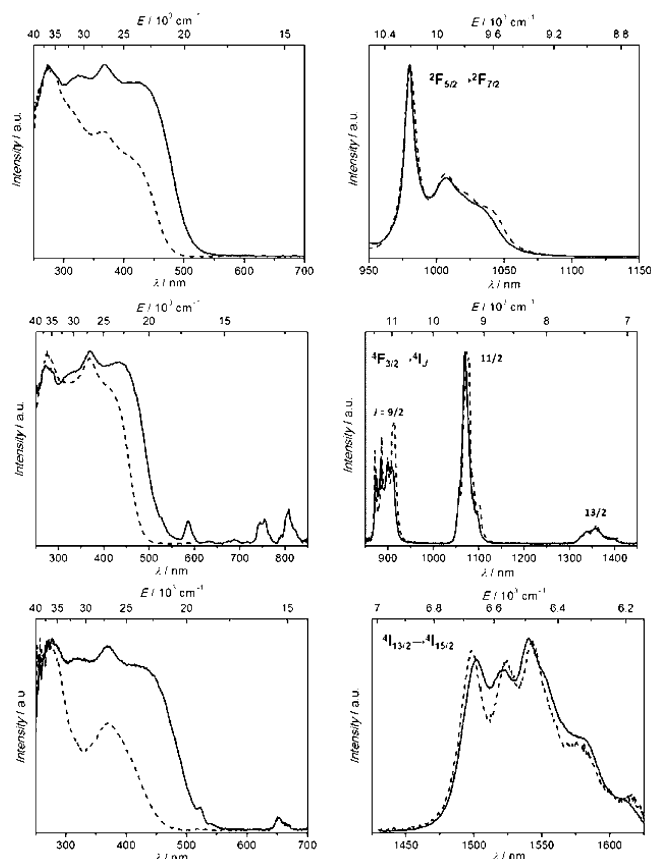 E / 10³ cm⁻¹
40 35 30 25 20 15
Intensity / a.u.
300 400 500 600 700
λ / nm
E / 10³ cm⁻¹
10.4 10 9.6 9.2 8.8
Intensity / a.u.
²F₅/₂→²F₇/₂
950 1000 1050 1100 1150
λ / nm
E / 10³ cm⁻¹
40 35 30 25 20 15
Intensity / a.u.
300 400 500 600 700 800
λ / nm
E / 10³ cm⁻¹
11 10 9 8 7
Intensity / a.u.
⁴F₃/₂→⁴I_J
11/2
= 9/2
13/2
900 1000 1100 1200 1300 1400
λ / nm
E / 10³ cm⁻¹
40 35 30 25 20 15
Intensity / a.u
300 400 500 600 700
λ / nm
E / 10³ cm⁻¹
7 6.8 6.6 6.4 6.2
Intensity / a.u.
⁴I₁₃/₂→⁴I₁₅/₂
1450 1500 1550 1600
λ / nm